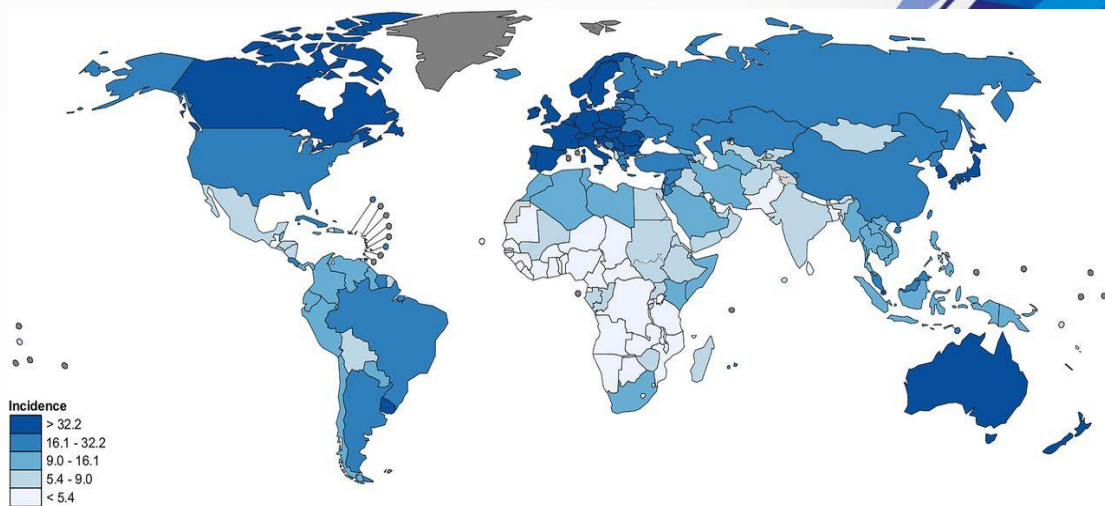 Incidence
> 32.2
16.1 - 32.2
9.0 - 16.1
5.4 - 9.0
< 5.4